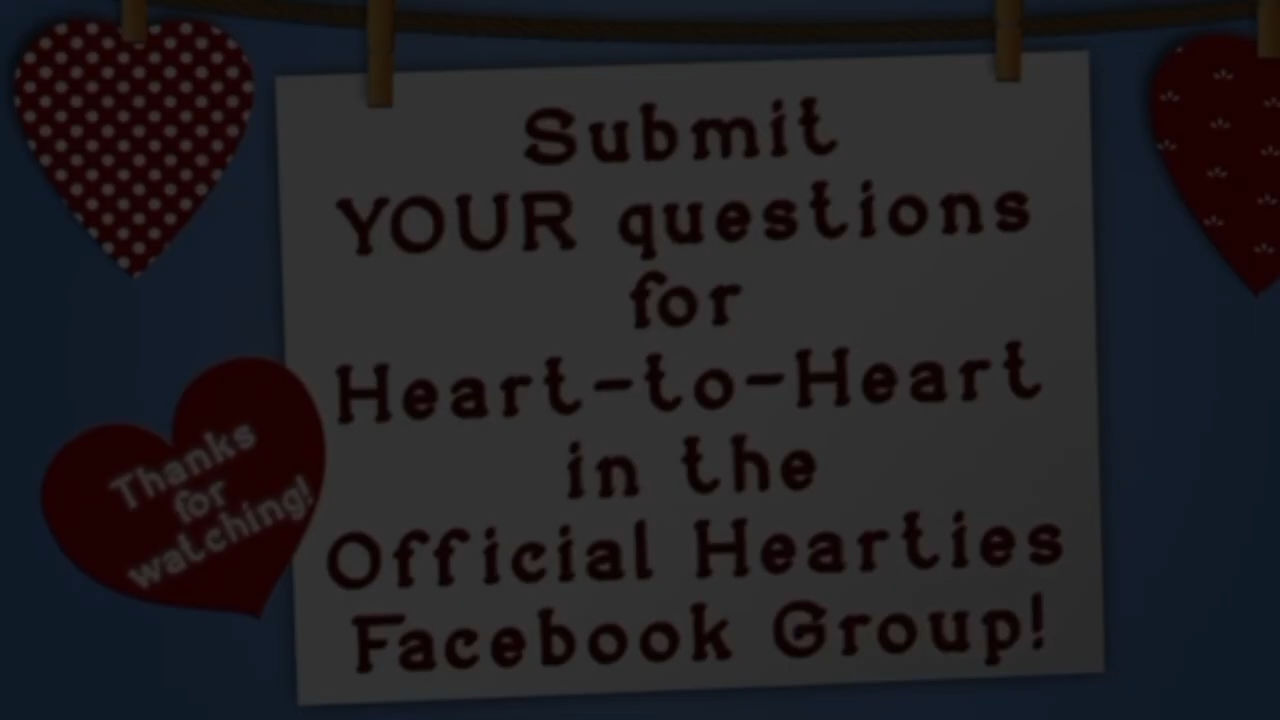 Submit
YOUR questions
for
Heart-to-Heart
in the
Official Hearties
Facebook Group!
Thanks
for
watching!